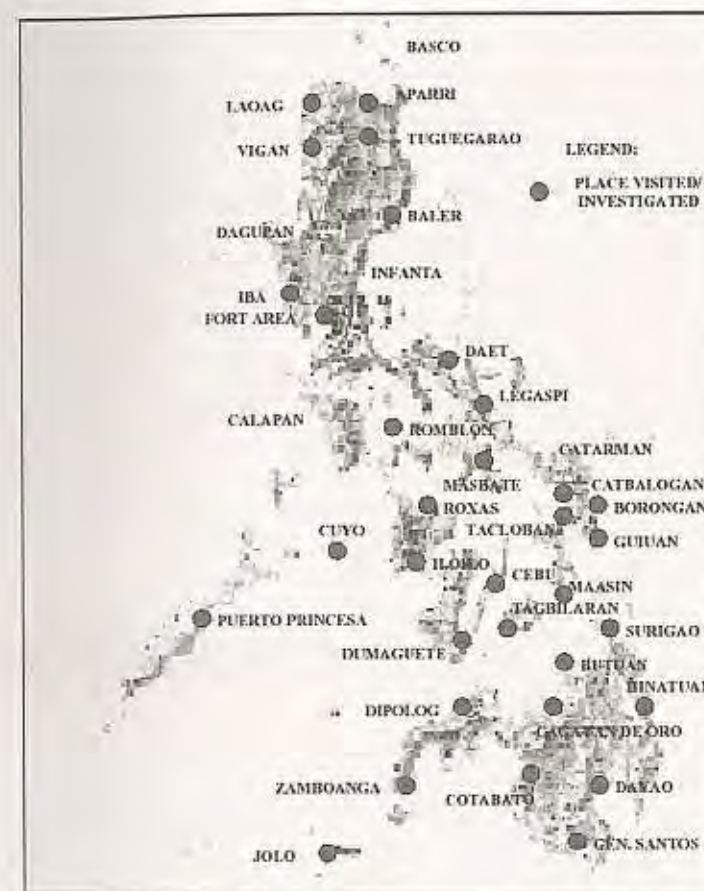 BASCO
LAOAG
APARRI
VIGAN
TUGUEGARAO
LEGEND:
PLACE VISITED/
INVESTIGATED
DAGUPAN
BALER
INFANTA
IBA
FORT AREA
DAET
LEGASPI
CALAPAN
ROMBLON
CATARMAN
MASBATE
CATBALOGAN
ROXAS
BORONGAN
TACLOBAN
CUYO
GUIUAN
ILOILO
CEBU
MAASIN
TAGBILARAN
PUERTO PRINCESA
SURIGAO
DUMAGUETE
BUTUAN
HINATUAN
DIPOLOG
CAGAYAN DE ORO
ZAMBOANGA
COTABATO
DAVAO
GEN. SANTOS
JOLO